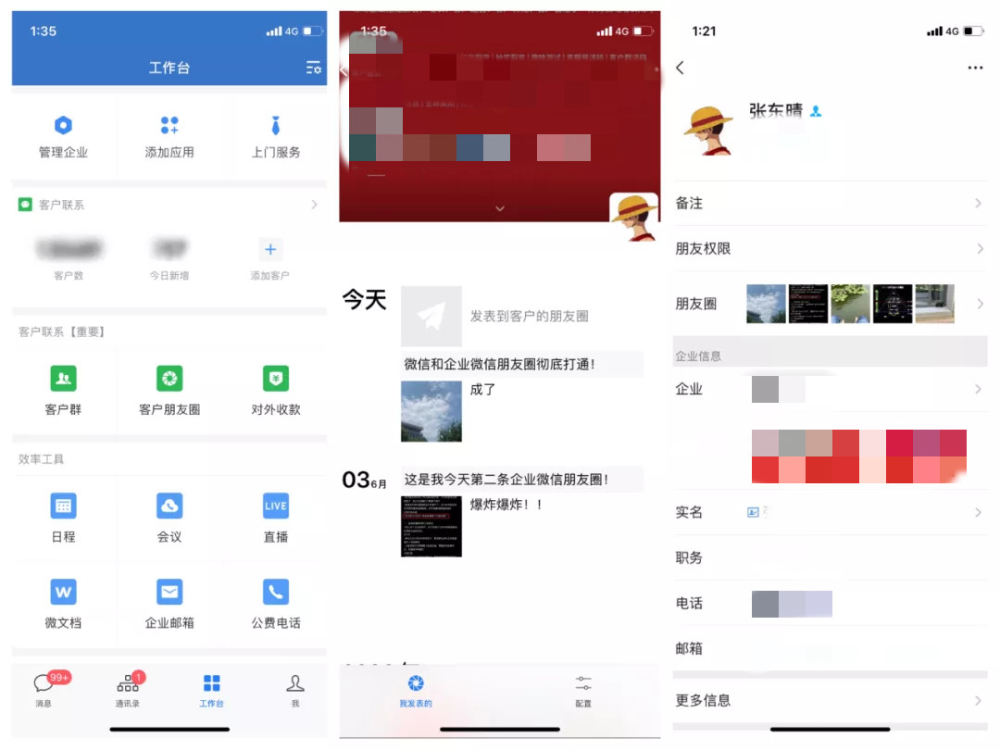 1:35
4G
工作台
管理企业
添加应用
上门服务
客户联系
客户数
今日新增
添加客户
客户联系【重要】
客户群
客户朋友圈
对外收款
效率工具
日程
会议
LIVE
直播
W
微文档
企业邮箱
公费电话
99+
消息
1
通讯录
工作台
我
1:35
4G
今天
发表到客户的朋友圈
微信和企业微信朋友圈彻底打通！
成了
03 6月
这是我今天第二条企业微信朋友圈！
爆炸爆炸！！
我发表的
配置
1:21
4G
张东晴
备注
朋友权限
朋友圈
企业信息
企业
实名
职务
电话
邮箱
更多信息